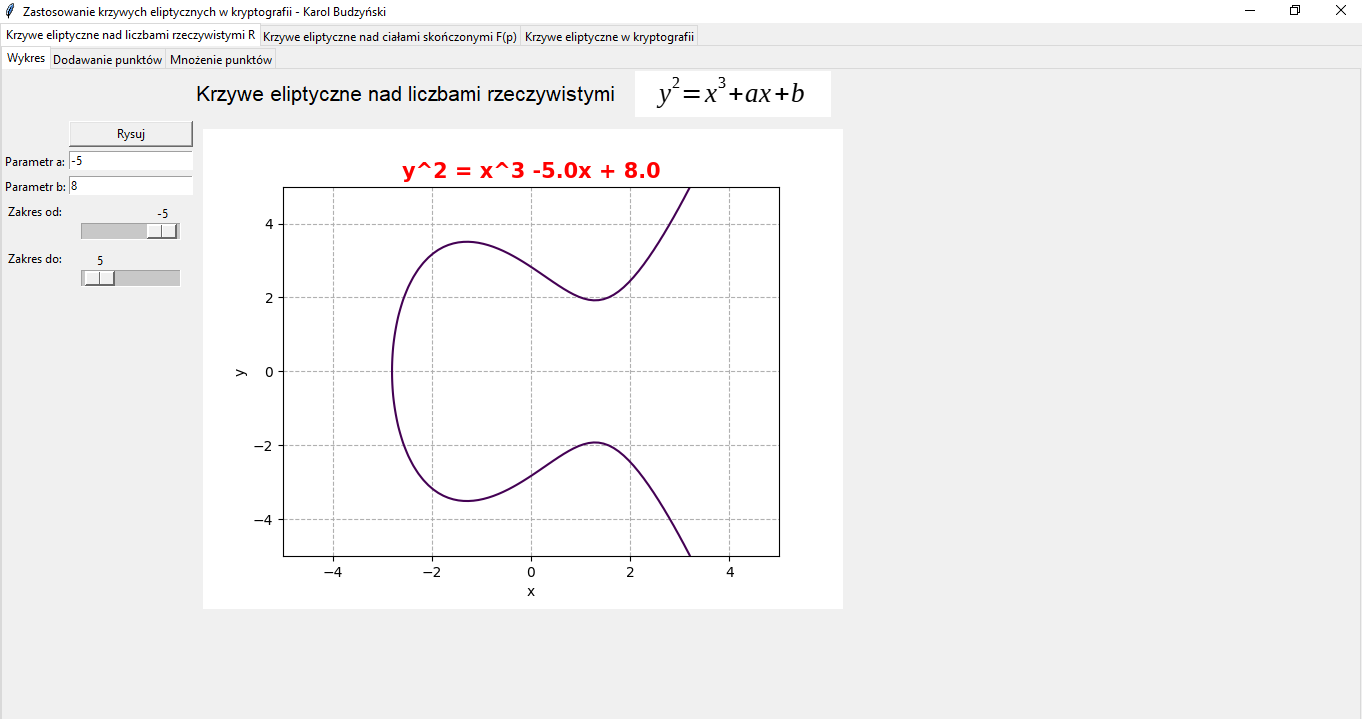 Zastosowanie krzywych eliptycznych w kryptografii - Karol Budzyński
Krzywe eliptyczne nad liczbami rzeczywistymi R Krzywe eliptyczne nad ciałami skończonymi F(p) Krzywe eliptyczne w kryptografii
Wykres Dodawanie punktów Mnożenie punktów
Krzywe eliptyczne nad liczbami rzeczywistymi y²=x³+ax+b
Rysuj
Parametr a: -5
Parametr b: 8
Zakres od: -5
Zakres do: 5
y^2 = x^3 -5.0x + 8.0
4
2
0
−2
−4
y
−4 −2 0 2 4
x